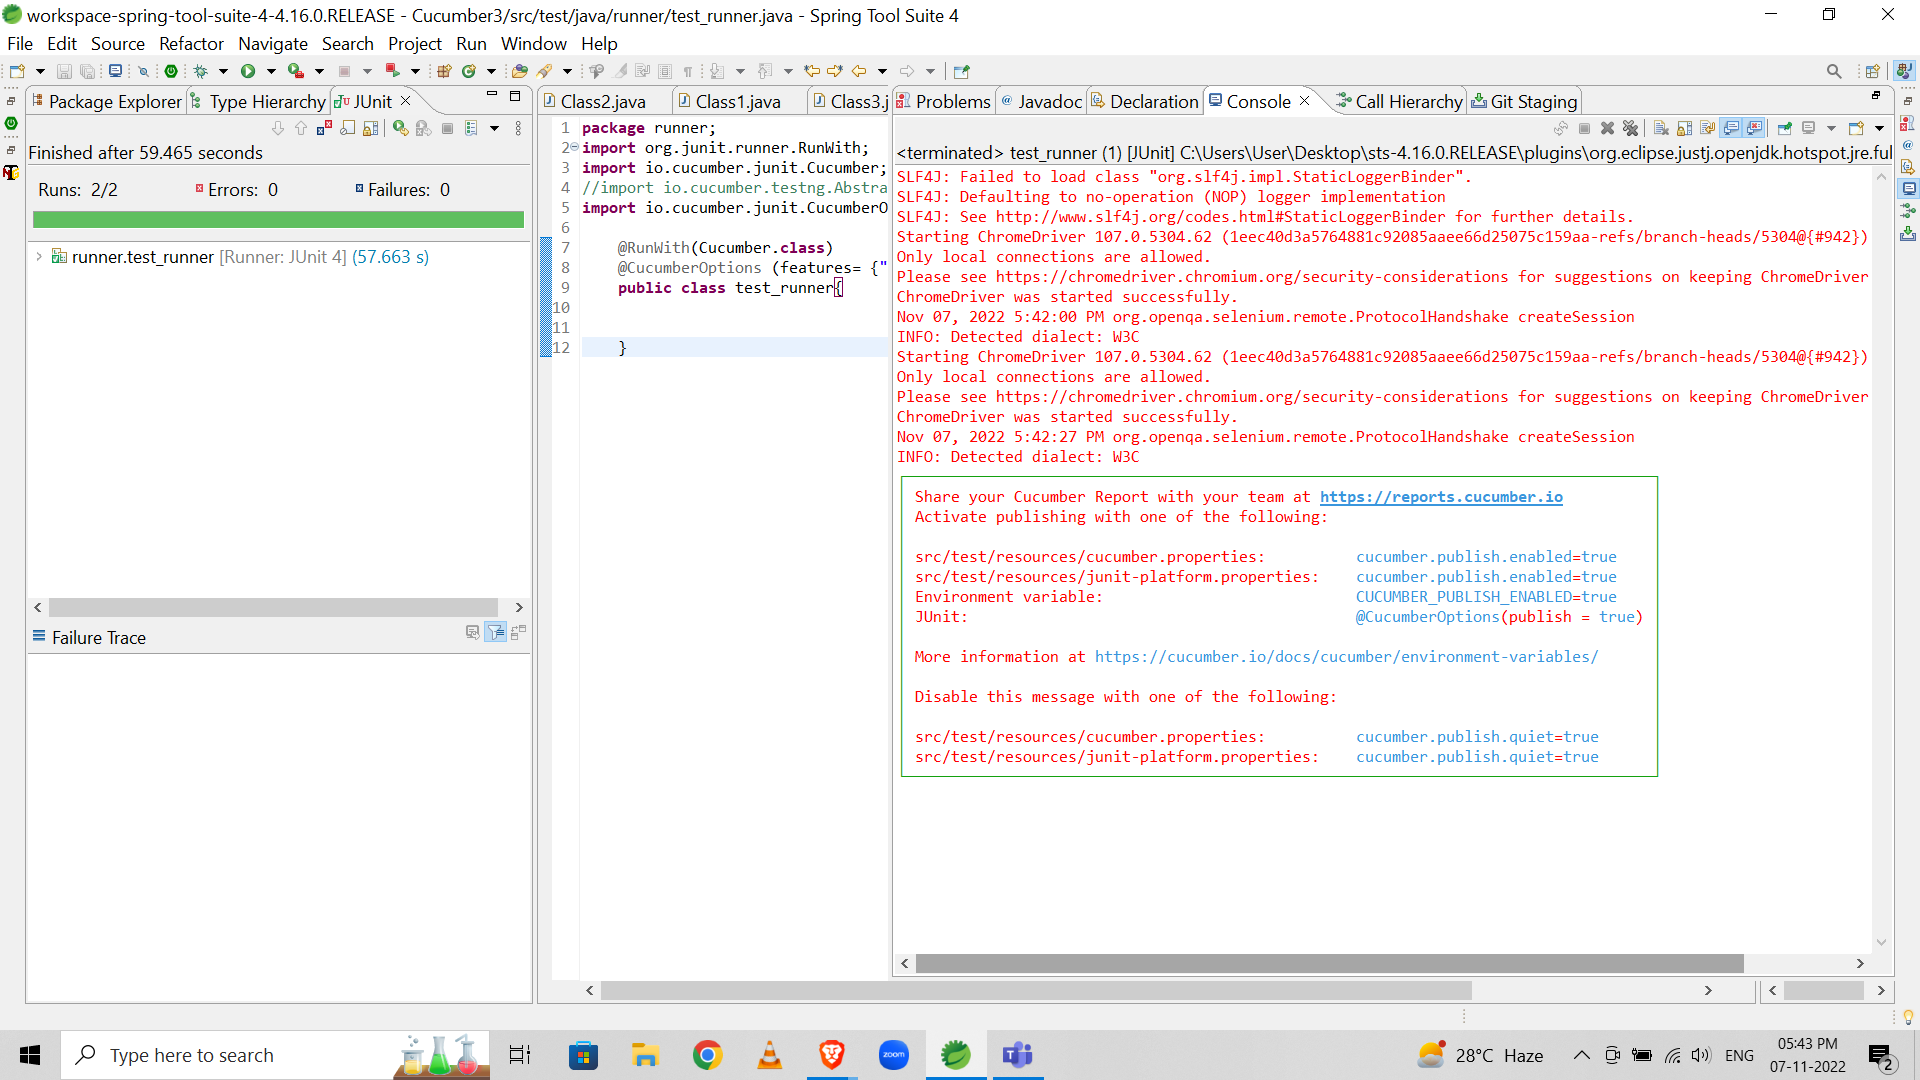 workspace-spring-tool-suite-4-4.16.0.RELEASE - Cucumber3/src/test/java/runner/test_runner.java - Spring Tool Suite 4
File Edit Source Refactor Navigate Search Project Run Window Help
Package Explorer Type Hierarchy JUnit
Finished after 59.465 seconds
Runs: 2/2 Errors: 0 Failures: 0
runner.test_runner [Runner: JUnit 4] (57.663 s)
Failure Trace
Class2.java Class1.java Class3.j
1 package runner;
2 import org.junit.runner.RunWith;
3 import io.cucumber.junit.Cucumber;
4 //import io.cucumber.testng.Abstra
5 import io.cucumber.junit.CucumberO
6
7 @RunWith(Cucumber.class)
8 @CucumberOptions (features= {"
9 public class test_runner{
10
11
12 }
Problems Javadoc Declaration Console Call Hierarchy Git Staging
<terminated> test_runner (1) [JUnit] C:\Users\User\Desktop\sts-4.16.0.RELEASE\plugins\org.eclipse.justj.openjdk.hotspot.jre.ful
SLF4J: Failed to load class "org.slf4j.impl.StaticLoggerBinder".
SLF4J: Defaulting to no-operation (NOP) logger implementation
SLF4J: See http://www.slf4j.org/codes.html#StaticLoggerBinder for further details.
Starting ChromeDriver 107.0.5304.62 (1eec40d3a5764881c92085aaee66d25075c159aa-refs/branch-heads/5304@{#942})
Only local connections are allowed.
Please see https://chromedriver.chromium.org/security-considerations for suggestions on keeping ChromeDriver
ChromeDriver was started successfully.
Nov 07, 2022 5:42:00 PM org.openqa.selenium.remote.ProtocolHandshake createSession
INFO: Detected dialect: W3C
Starting ChromeDriver 107.0.5304.62 (1eec40d3a5764881c92085aaee66d25075c159aa-refs/branch-heads/5304@{#942})
Only local connections are allowed.
Please see https://chromedriver.chromium.org/security-considerations for suggestions on keeping ChromeDriver
ChromeDriver was started successfully.
Nov 07, 2022 5:42:27 PM org.openqa.selenium.remote.ProtocolHandshake createSession
INFO: Detected dialect: W3C
Share your Cucumber Report with your team at https://reports.cucumber.io
Activate publishing with one of the following:
src/test/resources/cucumber.properties: cucumber.publish.enabled=true
src/test/resources/junit-platform.properties: cucumber.publish.enabled=true
Environment variable: CUCUMBER_PUBLISH_ENABLED=true
JUnit: @CucumberOptions(publish = true)
More information at https://cucumber.io/docs/cucumber/environment-variables/
Disable this message with one of the following:
src/test/resources/cucumber.properties: cucumber.publish.quiet=true
src/test/resources/junit-platform.properties: cucumber.publish.quiet=true
Type here to search
zoom
28°C Haze
ENG
05:43 PM
07-11-2022
2